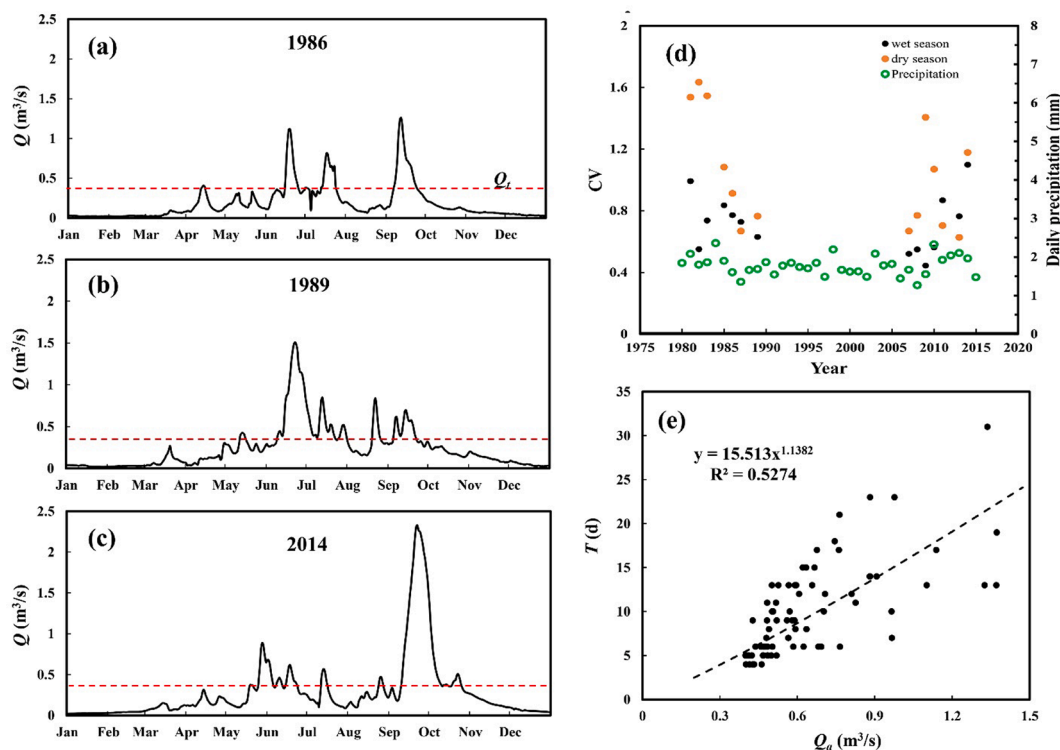 (a)
1986
Q (m³/s)
2.5
2
1.5
1
0.5
0
Qt
Jan Feb Mar Apr May Jun Jul Aug Sep Oct Nov Dec
(b)
1989
Q (m³/s)
2.5
2
1.5
1
0.5
0
Jan Feb Mar Apr May Jun Jul Aug Sep Oct Nov Dec
(c)
2014
Q (m³/s)
2.5
2
1.5
1
0.5
0
Jan Feb Mar Apr May Jun Jul Aug Sep Oct Nov Dec
(d)
wet season
dry season
Precipitation
CV
2
1.6
1.2
0.8
0.4
0
Daily precipitation (mm)
8
7
6
5
4
3
2
1
0
1975 1980 1985 1990 1995 2000 2005 2010 2015 2020
Year
(e)
y = 15.513x^1.1382
R² = 0.5274
T (d)
35
30
25
20
15
10
5
0
0 0.3 0.6 0.9 1.2 1.5
Qa (m³/s)